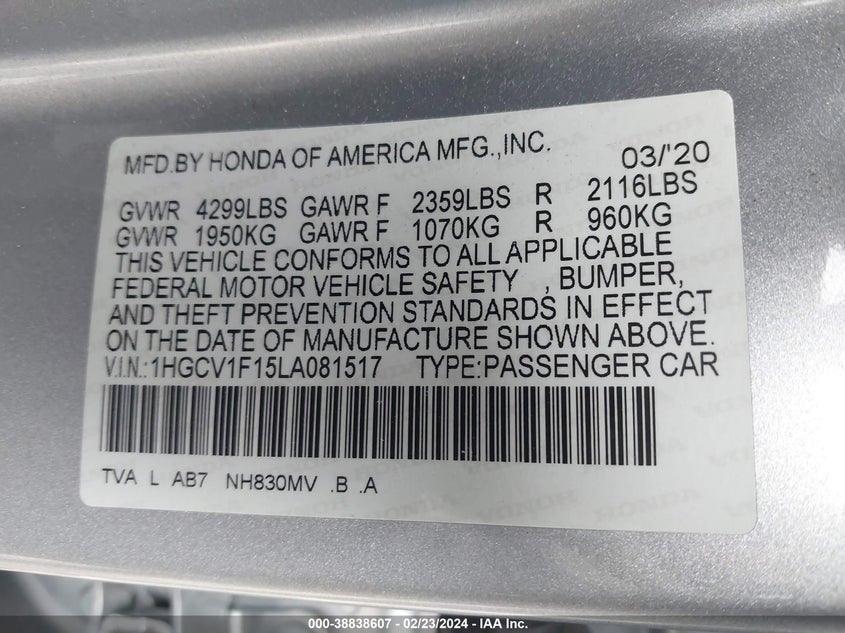 MFD.BY HONDA OF AMERICA MFG.,INC. 03/'20
GVWR 4299LBS GAWR F 2359LBS R 2116LBS
GVWR 1950KG GAWR F 1070KG R 960KG
THIS VEHICLE CONFORMS TO ALL APPLICABLE
FEDERAL MOTOR VEHICLE SAFETY , BUMPER,
AND THEFT PREVENTION STANDARDS IN EFFECT
ON THE DATE OF MANUFACTURE SHOWN ABOVE.
V.I.N.:1HGCV1F15LA081517 TYPE:PASSENGER CAR
TVA L AB7 NH830MV .B .A
000-38838607 - 02/23/2024 - IAA Inc.